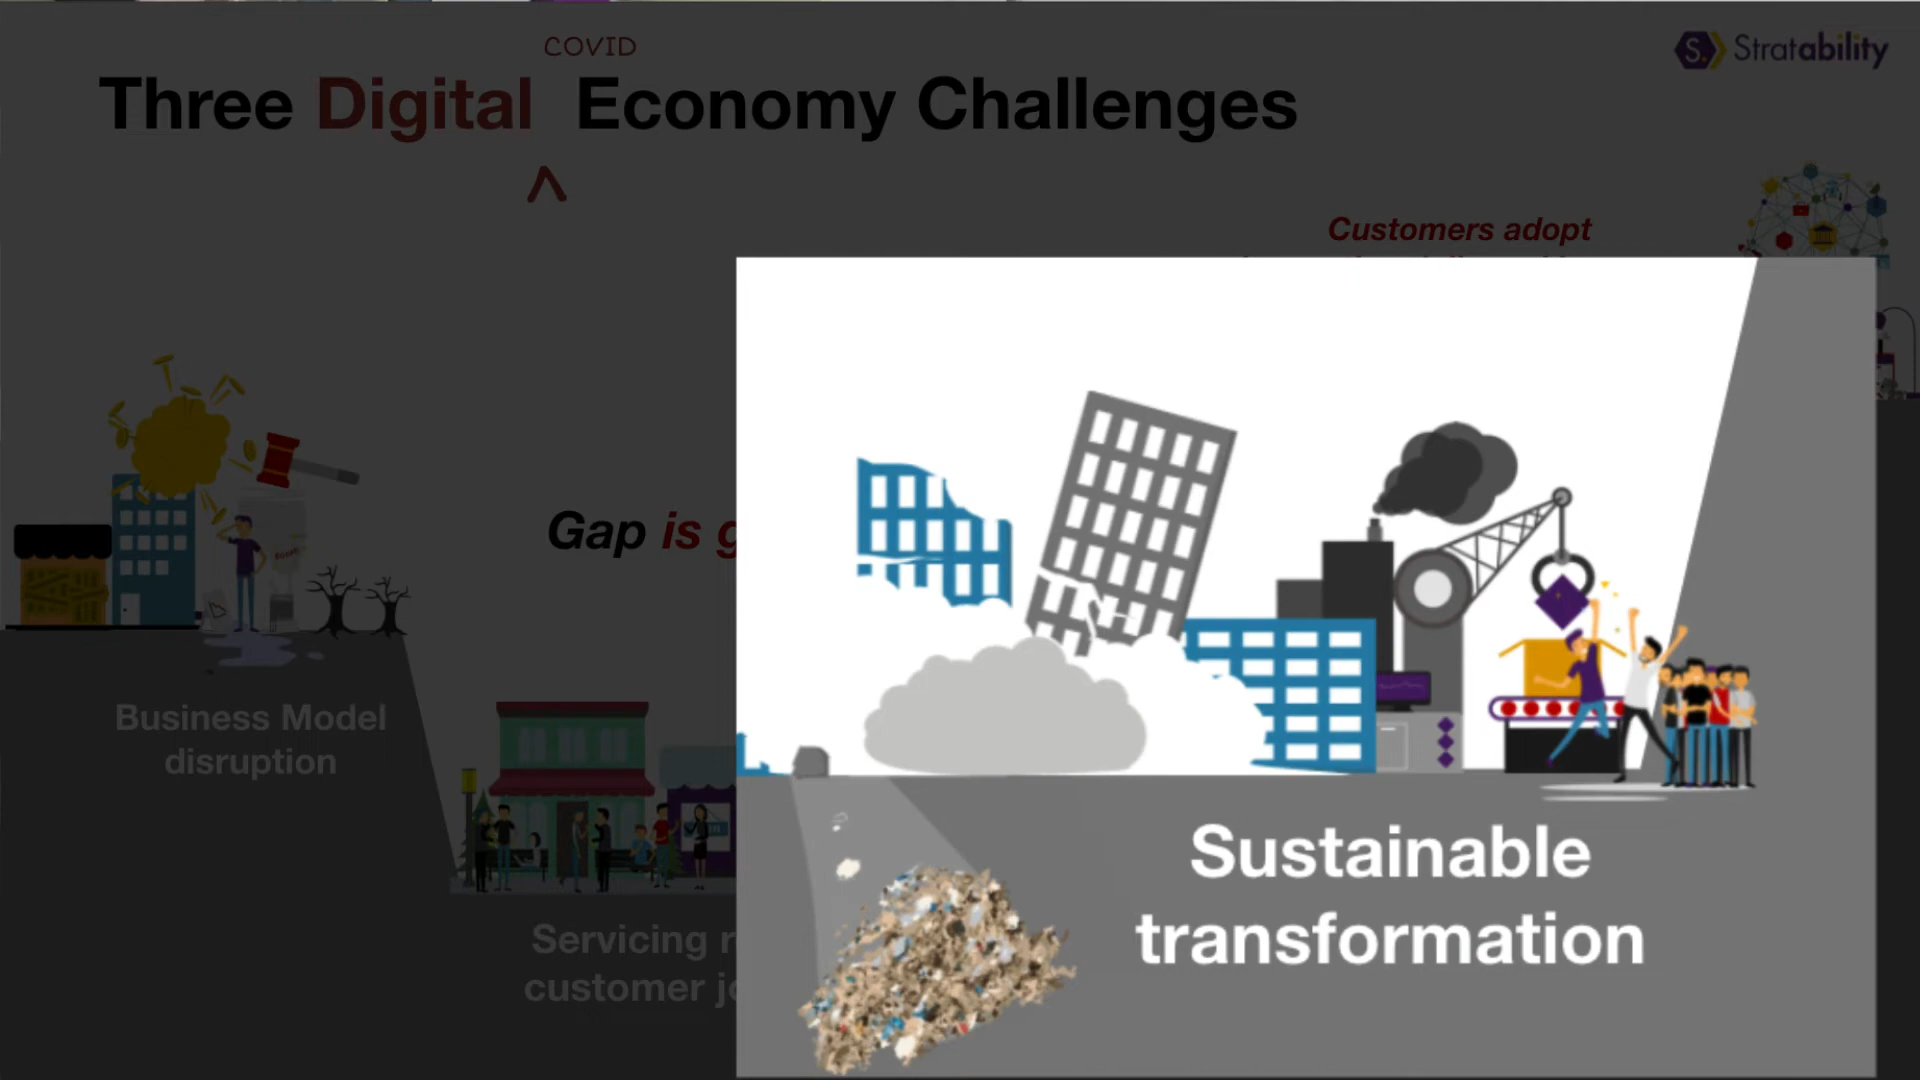 COVID
Three Digital Economy Challenges
^
Stratability
Customers adopt
Gap is
Business Model
disruption
Servicing
customer
Sustainable
transformation